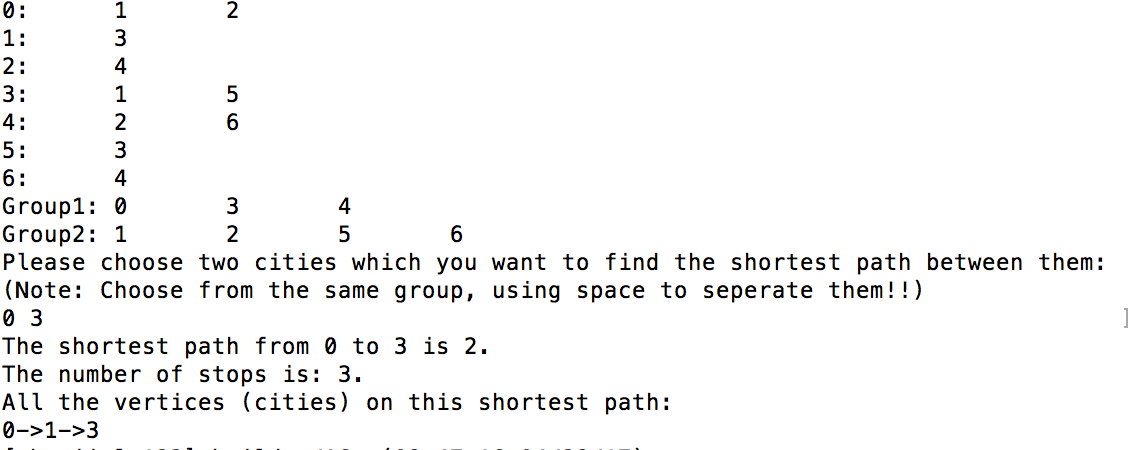 0: 1 2
1: 3
2: 4
3: 1 5
4: 2 6
5: 3
6: 4
Group1: 0 3 4
Group2: 1 2 5 6
Please choose two cities which you want to find the shortest path between them:
(Note: Choose from the same group, using space to seperate them!!)
0 3
]
The shortest path from 0 to 3 is 2.
The number of stops is: 3.
All the vertices (cities) on this shortest path:
0->1->3